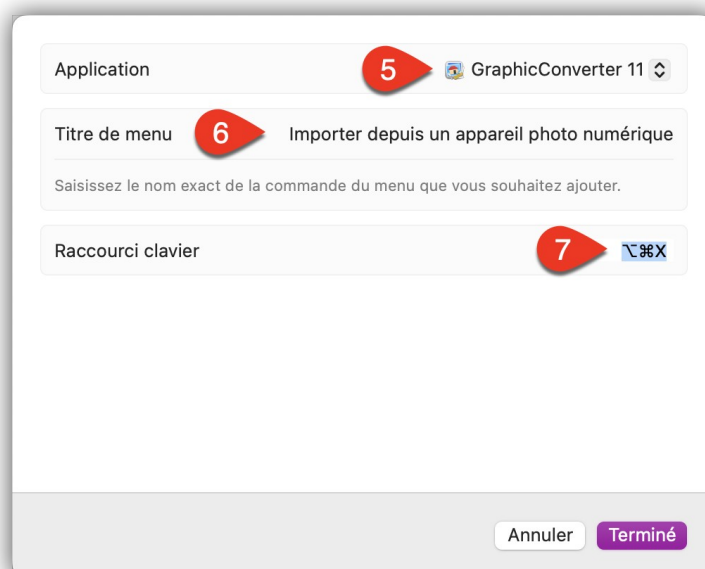 Application 5 GraphicConverter 11
Titre de menu 6 Importer depuis un appareil photo numérique
Saisissez le nom exact de la commande du menu que vous souhaitez ajouter.
Raccourci clavier 7 ⌥⌘X
Annuler Terminé